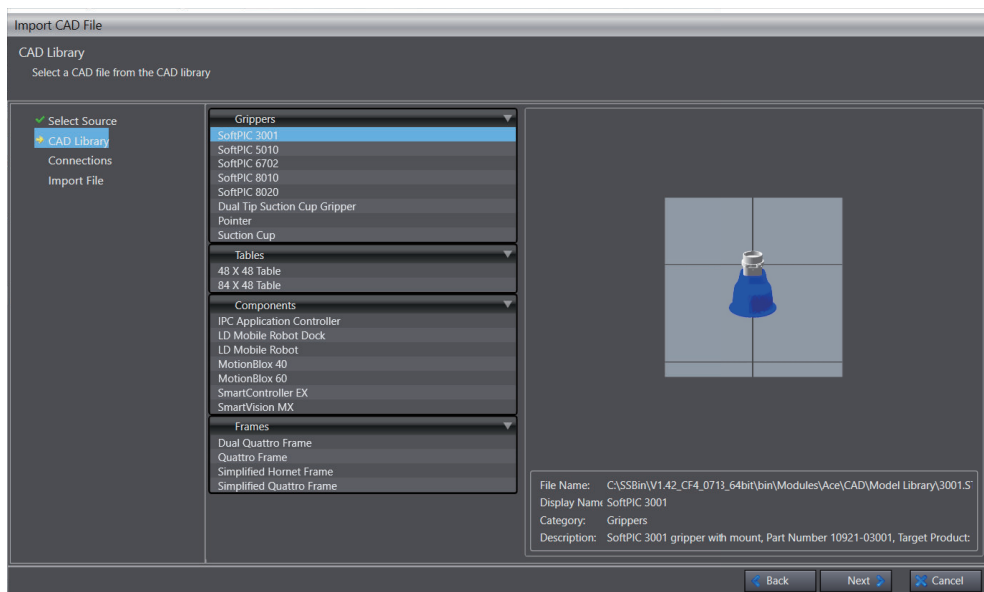 Import CAD File
CAD Library
Select a CAD file from the CAD library
Select Source
CAD Library
Connections
Import File
Grippers
SoftPIC 3001
SoftPIC 5010
SoftPIC 6702
SoftPIC 8010
SoftPIC 8020
Dual Tip Suction Cup Gripper
Pointer
Suction Cup
Tables
48 X 48 Table
84 X 48 Table
Components
IPC Application Controller
LD Mobile Robot Dock
LD Mobile Robot
MotionBlox 40
MotionBlox 60
SmartController EX
SmartVision MX
Frames
Dual Quattro Frame
Quattro Frame
Simplified Hornet Frame
Simplified Quattro Frame
File Name: C:\SSBin\V1.42_CF4_0713_64bit\bin\Modules\Ace\CAD\Model Library\3001.S
Display Name SoftPIC 3001
Category: Grippers
Description: SoftPIC 3001 gripper with mount, Part Number 10921-03001, Target Product:
Back Next Cancel